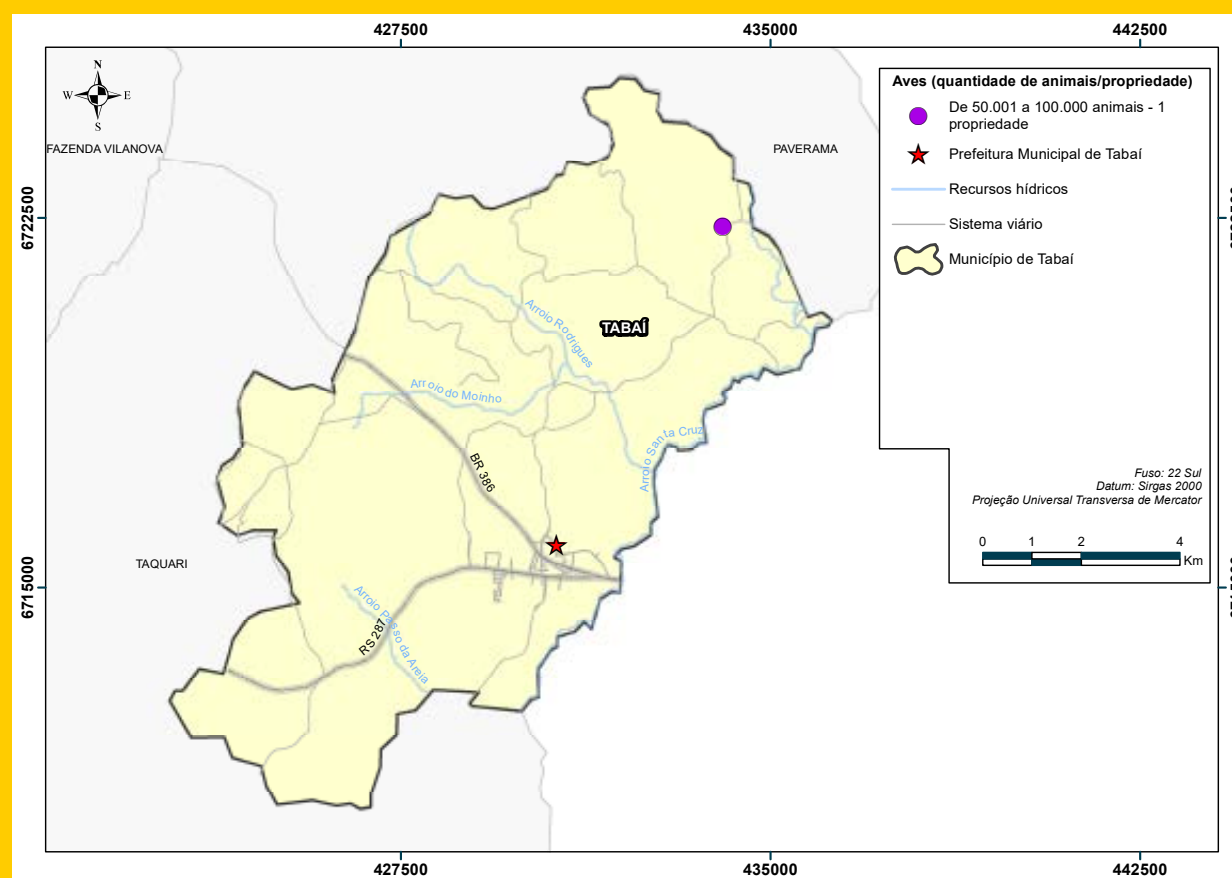 427500
435000
442500
N
W
E
S
Aves (quantidade de animais/propriedade)
De 50.001 a 100.000 animais - 1
propriedade
Prefeitura Municipal de Tabaí
Recursos hídricos
Sistema viário
Município de Tabaí
FAZENDA VILANOVA
PAVERAMA
6722500
Arroio Rodrigues
TABAÍ
Arroio do Moinho
Arroio Santa Cruz
BR 386
Fuso: 22 Sul
Datum: Sirgas 2000
Projeção Universal Transversa de Mercator
0 1 2 4
Km
TAQUARI
6715000
Arroio Passo da Areia
RS 287
427500
435000
442500